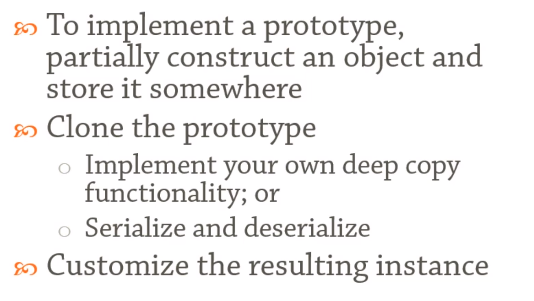 To implement a prototype,
partially construct an object and
store it somewhere
Clone the prototype
Implement your own deep copy
functionality; or
Serialize and deserialize
Customize the resulting instance